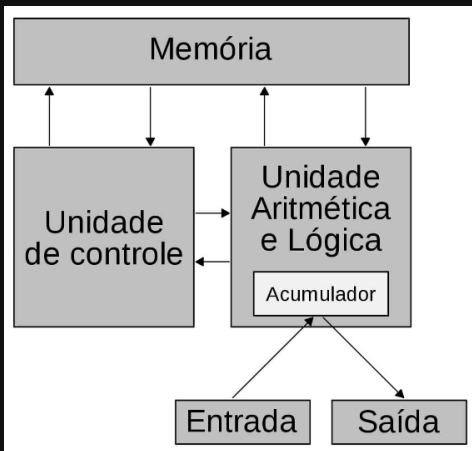 Memória
Unidade
de controle
Unidade
Aritmética
e Lógica
Acumulador
Entrada
Saída